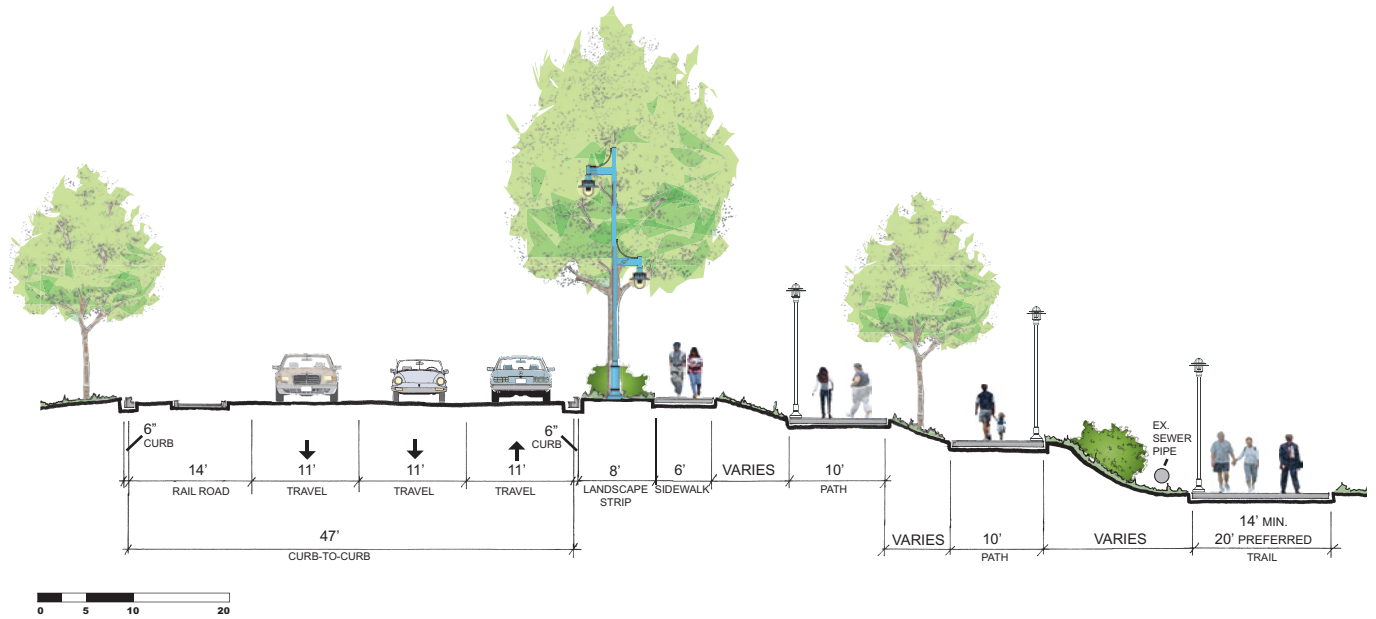 6”
CURB
6”
CURB
EX.
SEWER
PIPE
14’
RAIL ROAD
11’
TRAVEL
11’
TRAVEL
11’
TRAVEL
8’
LANDSCAPE
STRIP
6’
SIDEWALK
VARIES
10’
PATH
47’
CURB-TO-CURB
VARIES
10’
PATH
VARIES
14’ MIN.
20’ PREFERRED
TRAIL
0 5 10 20